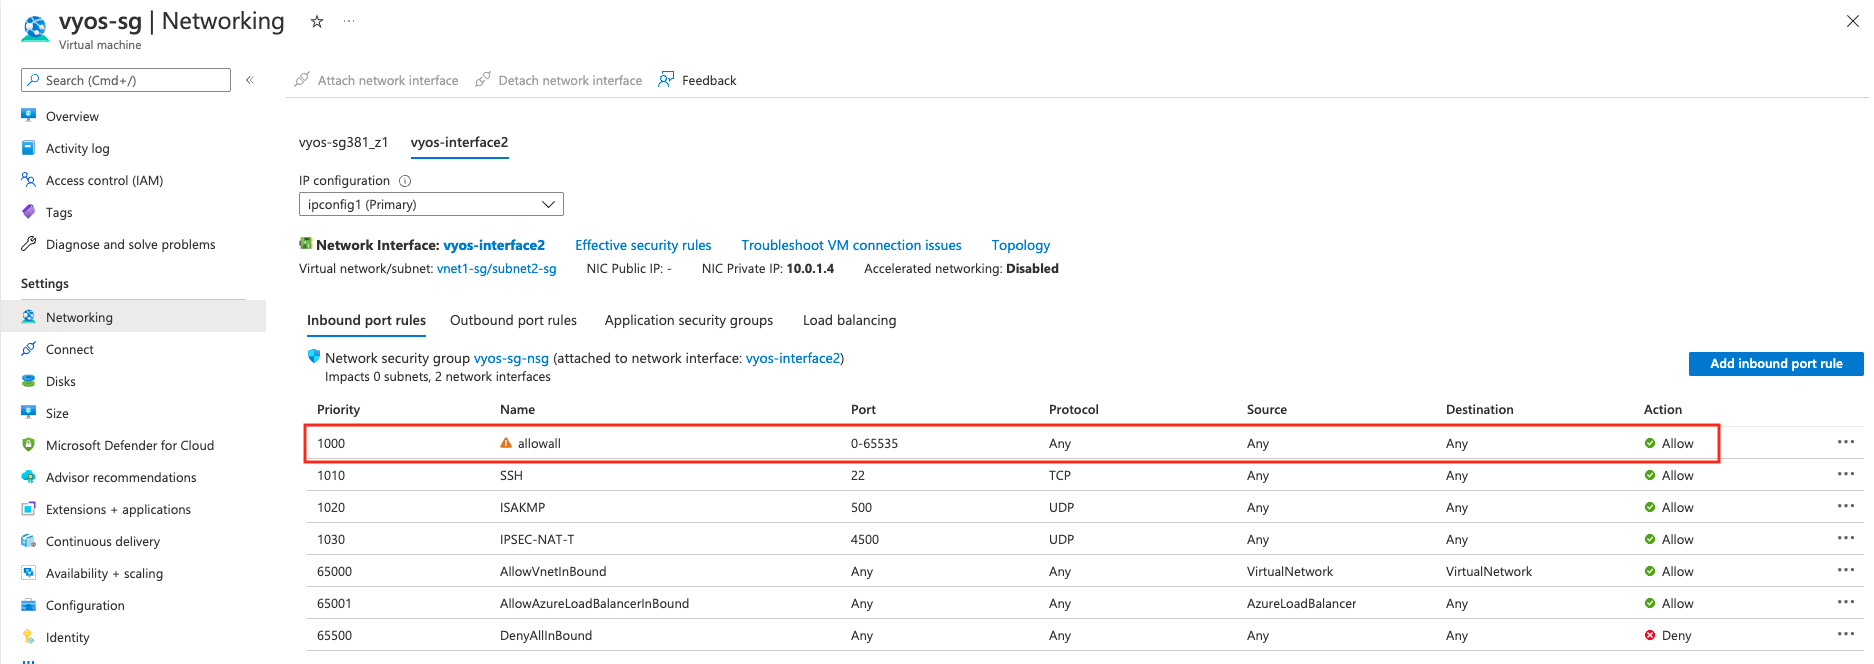 vyos-sg | Networking ☆ ···
Virtual machine
Search (Cmd+/)
«
Attach network interface Detach network interface Feedback
Overview
Activity log
Access control (IAM)
Tags
Diagnose and solve problems
Settings
Networking
Connect
Disks
Size
Microsoft Defender for Cloud
Advisor recommendations
Extensions + applications
Continuous delivery
Availability + scaling
Configuration
Identity
vyos-sg381_z1 vyos-interface2
IP configuration
ipconfig1 (Primary)
Network Interface: vyos-interface2 Effective security rules Troubleshoot VM connection issues Topology
Virtual network/subnet: vnet1-sg/subnet2-sg NIC Public IP: - NIC Private IP: 10.0.1.4 Accelerated networking: Disabled
Inbound port rules Outbound port rules Application security groups Load balancing
Network security group vyos-sg-nsg (attached to network interface: vyos-interface2)
Impacts 0 subnets, 2 network interfaces
Add inbound port rule
Priority Name Port Protocol Source Destination Action
1000 allowall 0-65535 Any Any Any Allow ···
1010 SSH 22 TCP Any Any Allow ···
1020 ISAKMP 500 UDP Any Any Allow ···
1030 IPSEC-NAT-T 4500 UDP Any Any Allow ···
65000 AllowVnetInBound Any Any VirtualNetwork VirtualNetwork Allow ···
65001 AllowAzureLoadBalancerInBound Any Any AzureLoadBalancer Any Allow ···
65500 DenyAllInBound Any Any Any Any Deny ···